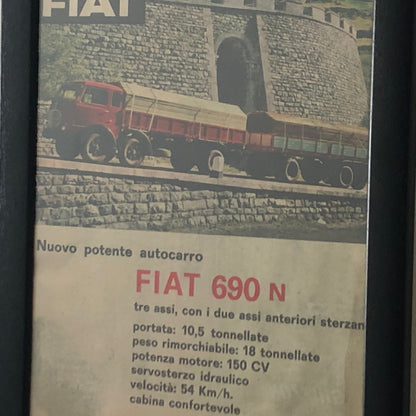 FIAT
Nuovo potente autocarro
FIAT 690 N
tre assi, con i due assi anteriori sterzan
portata: 10,5 tonnellate
peso rimorchiabile: 18 tonnellate
potenza motore: 150 CV
servosterzo idraulico
velocità: 54 Km/h.
cabina confortevole